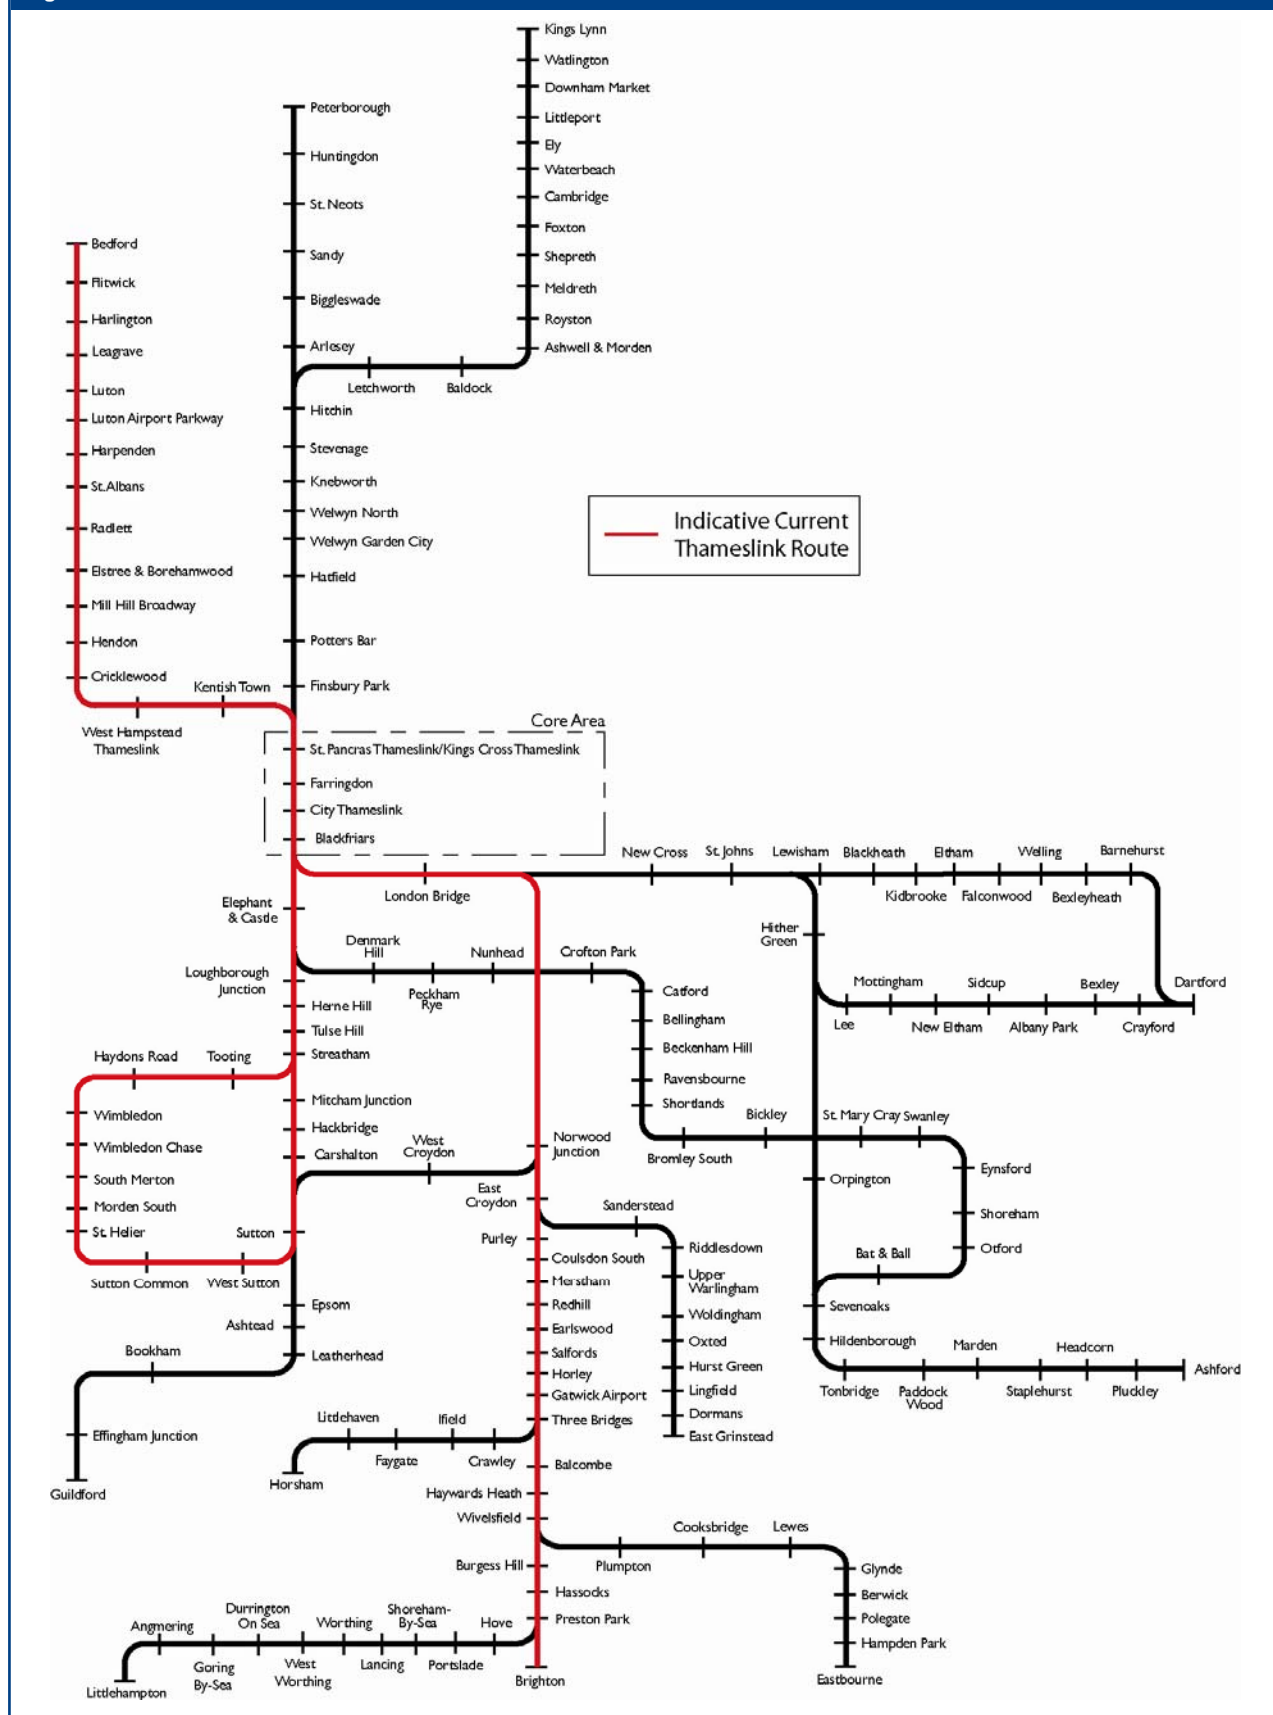 Kings Lynn
Watlington
Downham Market
Littleport
Ely
Waterbeach
Cambridge
Foxton
Shepreth
Meldreth
Royston
Ashwell & Morden
Peterborough
Huntingdon
St. Neots
Sandy
Biggleswade
Arlesey
Letchworth
Baldock
Hitchin
Stevenage
Knebworth
Welwyn North
Welwyn Garden City
Hatfield
Potters Bar
Finsbury Park
Bedford
Flitwick
Harlington
Leagrave
Luton
Luton Airport Parkway
Harpenden
St. Albans
Radlett
Elstree & Borehamwood
Mill Hill Broadway
Hendon
Cricklewood
Kentish Town
West Hampstead
Thameslink
Indicative Current
Thameslink Route
Core Area
St. Pancras Thameslink/Kings Cross Thameslink
Farringdon
City Thameslink
Blackfriars
London Bridge
New Cross
St. Johns
Lewisham
Blackheath
Kidbrooke
Eltham
Falconwood
Welling
Bexleyheath
Barnehurst
Elephant
& Castle
Denmark
Hill
Peckham
Rye
Nunhead
Crofton Park
Hither
Green
Lee
Mottingham
New Eltham
Sidcup
Albany Park
Bexley
Crayford
Dartford
Loughborough
Junction
Herne Hill
Tulse Hill
Streatham
Catford
Bellingham
Beckenham Hill
Ravensbourne
Shortlands
Bromley South
Bickley
St. Mary Cray
Swanley
Haydons Road
Tooting
Wimbledon
Wimbledon Chase
South Merton
Morden South
St. Helier
Sutton Common
West Sutton
Sutton
Mitcham Junction
Hackbridge
Carshalton
West
Croydon
Norwood
Junction
East
Croydon
Orpington
Eynsford
Shoreham
Otford
Bat & Ball
Sevenoaks
Hildenborough
Sanderstead
Riddlesdown
Upper
Warlingham
Woldingham
Oxted
Hurst Green
Lingfield
Dormans
East Grinstead
Purley
Coulsdon South
Merstham
Redhill
Earlswood
Salfords
Horley
Gatwick Airport
Three Bridges
Tonbridge
Paddock
Wood
Marden
Staplehurst
Headcorn
Pluckley
Ashford
Epsom
Ashtead
Leatherhead
Bookham
Effingham Junction
Guildford
Littlehaven
Faygate
Ifield
Crawley
Horsham
Balcombe
Haywards Heath
Wivelsfield
Burgess Hill
Hassocks
Preston Park
Brighton
Plumpton
Cooksbridge
Lewes
Glynde
Berwick
Polegate
Hampden Park
Eastbourne
Hove
Portslade
Shoreham-
By-Sea
Lancing
Worthing
West
Worthing
Durrington
On Sea
Goring
By-Sea
Angmering
Littlehampton